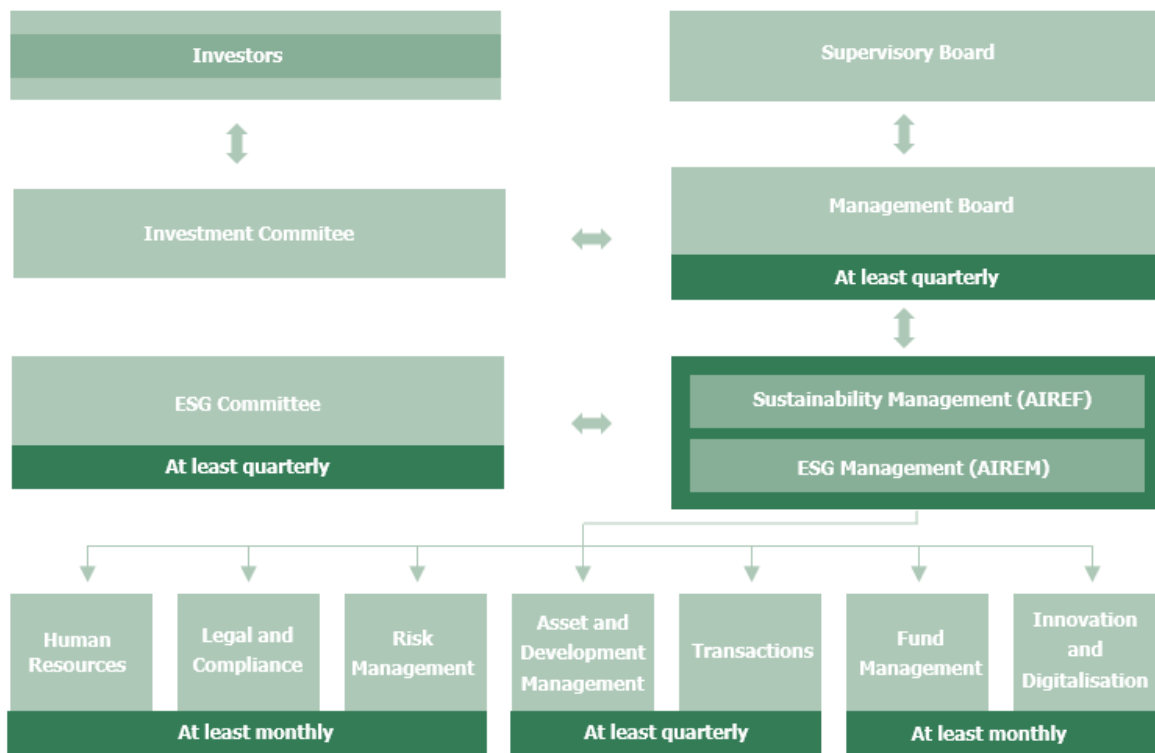 Investors
Supervisory Board
Investment Commitee
Management Board
At least quarterly
ESG Committee
At least quarterly
Sustainability Management (AIREF)
ESG Management (AIREM)
Human
Resources
Legal and
Compliance
Risk
Management
Asset and
Development
Management
Transactions
Fund
Management
Innovation
and
Digitalisation
At least monthly
At least quarterly
At least monthly